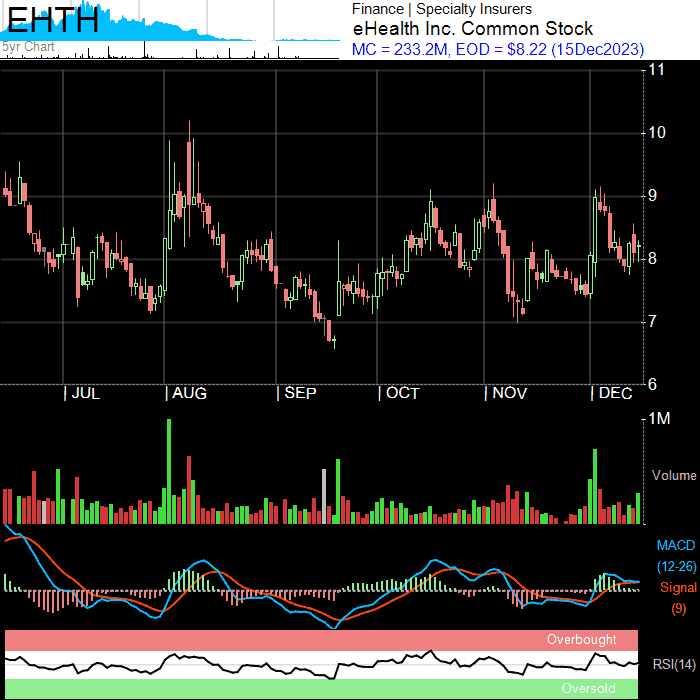 EHTH
5yr Chart
Finance | Specialty Insurers
eHealth Inc. Common Stock
MC = 233.2M, EOD = $8.22 (15Dec2023)
11
10
9
8
7
6
| JUL | AUG | SEP | OCT | NOV | DEC
1M
Volume
MACD
(12-26)
Signal
(9)
Overbought
RSI(14)
Oversold